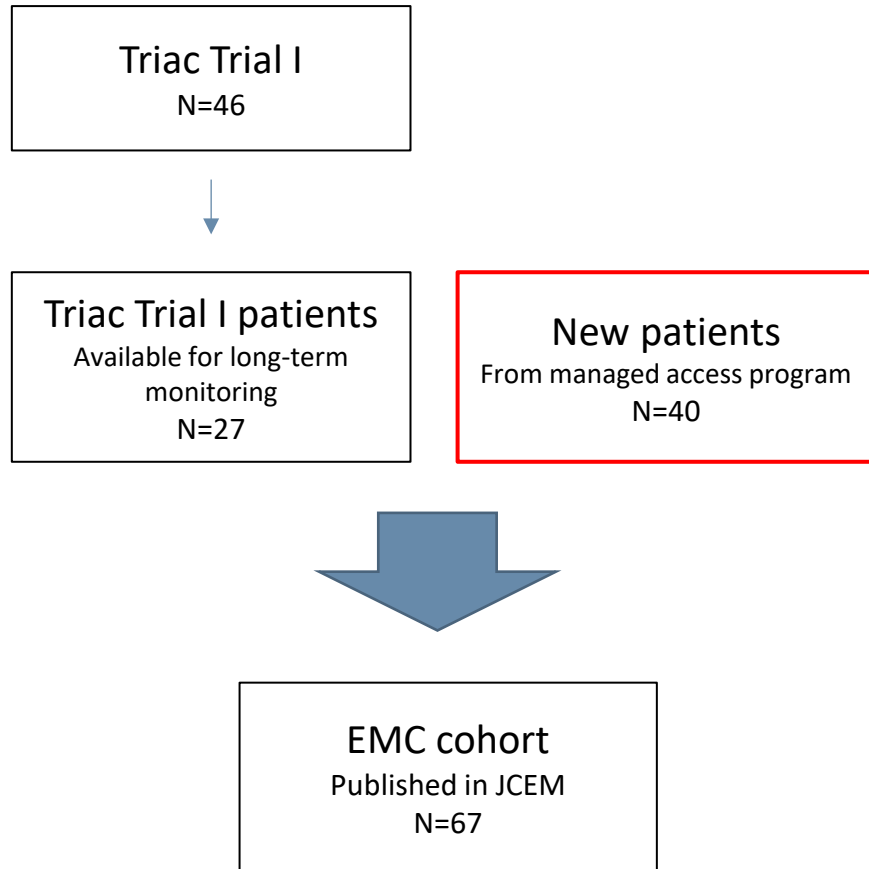 Triac Trial I
N=46
Triac Trial I patients
Available for long-term
monitoring
N=27
New patients
From managed access program
N=40
EMC cohort
Published in JCEM
N=67